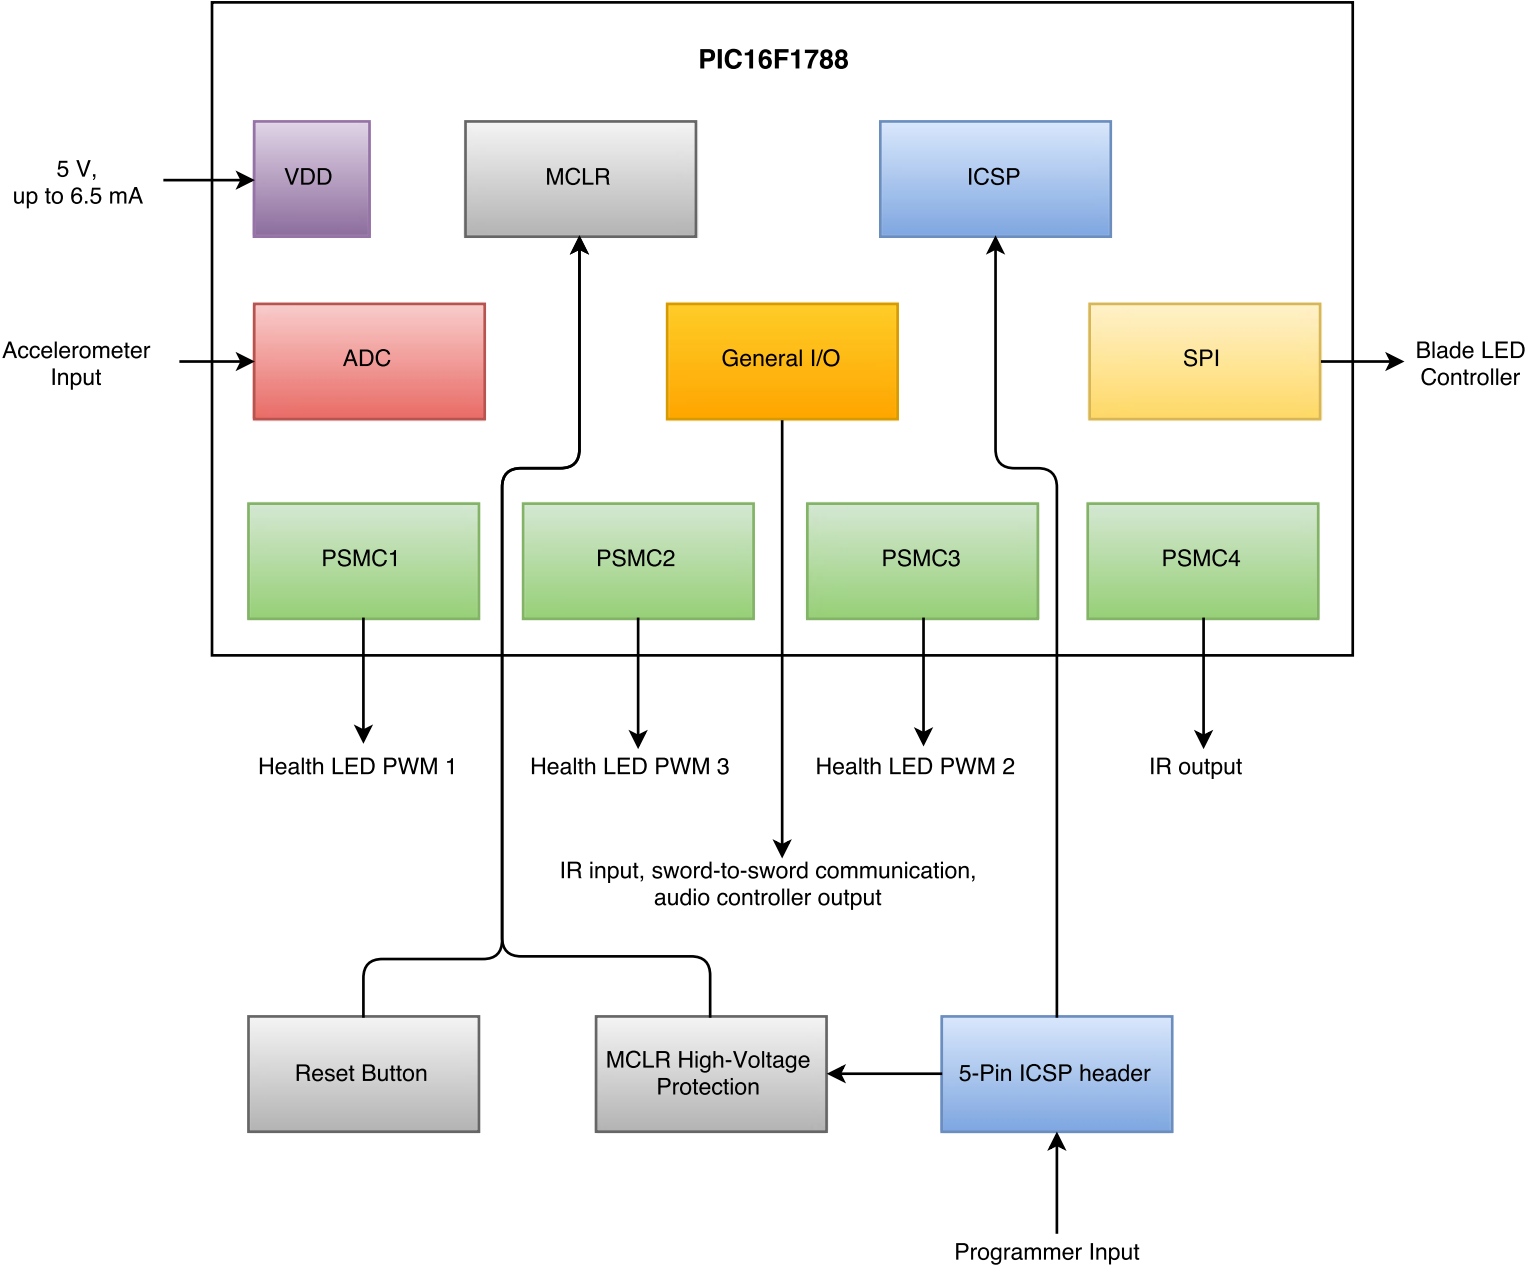 PIC16F1788
5 V,
up to 6.5 mA
VDD
MCLR
ICSP
Accelerometer
Input
ADC
General I/O
SPI
Blade LED
Controller
PSMC1
PSMC2
PSMC3
PSMC4
Health LED PWM 1
Health LED PWM 3
Health LED PWM 2
IR output
IR input, sword-to-sword communication,
audio controller output
Reset Button
MCLR High-Voltage
Protection
5-Pin ICSP header
Programmer Input